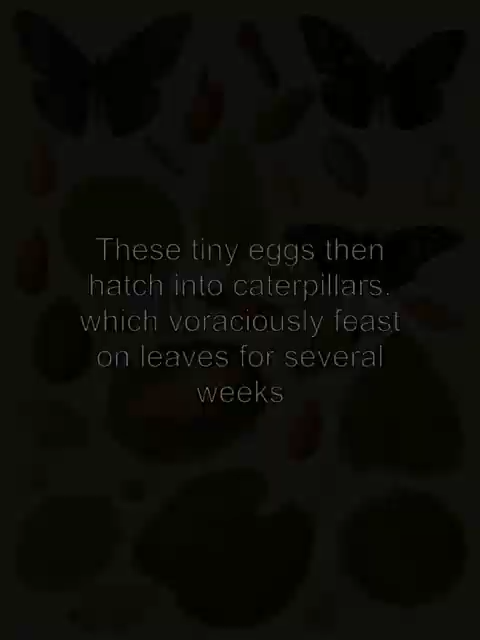 These tiny eggs then
hatch into caterpillars.
which voraciously feast
on leaves for several
weeks